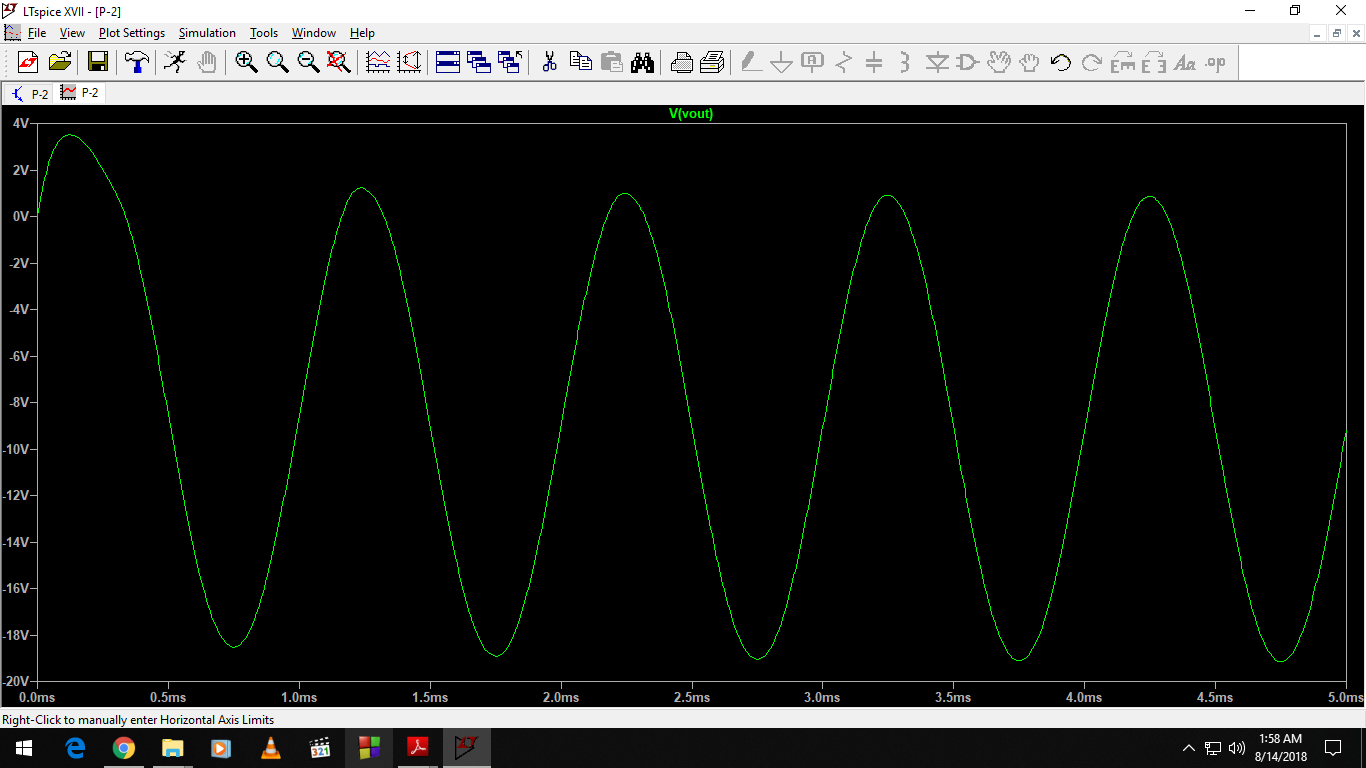 LTspice XVII - [P-2]
File View Plot Settings Simulation Tools Window Help
P-2 P-2
V(vout)
4V
2V
0V
-2V
-4V
-6V
-8V
-10V
-12V
-14V
-16V
-18V
-20V
0.0ms 0.5ms 1.0ms 1.5ms 2.0ms 2.5ms 3.0ms 3.5ms 4.0ms 4.5ms 5.0ms
Right-Click to manually enter Horizontal Axis Limits
1:58 AM
8/14/2018